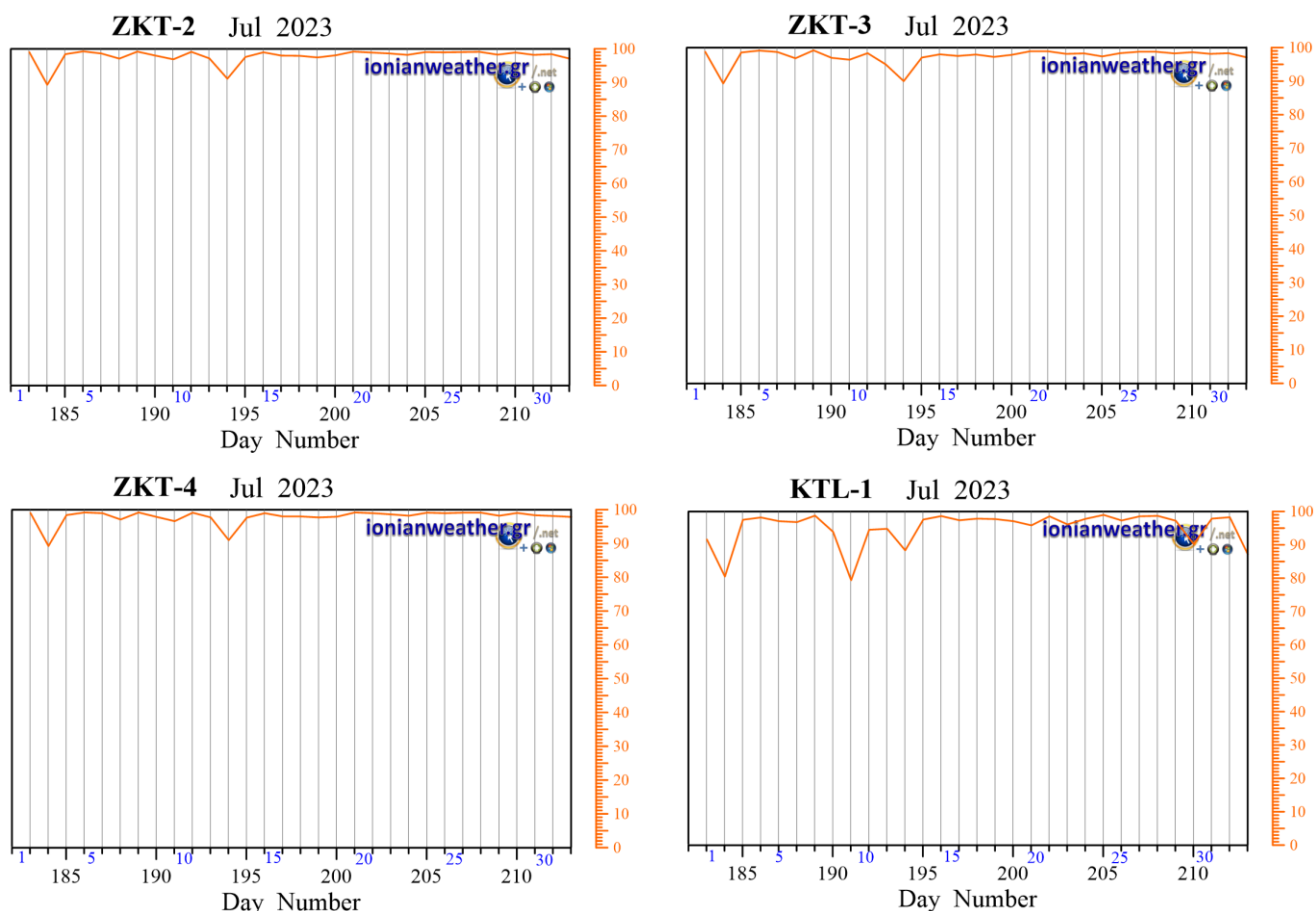 ZKT-2 Jul 2023
ionianweather.gr /.net
100
90
80
70
60
50
40
30
20
10
0
1 5 10 15 20 25 30
185 190 195 200 205 210
Day Number
ZKT-3 Jul 2023
ionianweather.gr /.net
100
90
80
70
60
50
40
30
20
10
0
1 5 10 15 20 25 30
185 190 195 200 205 210
Day Number
ZKT-4 Jul 2023
ionianweather.gr /.net
100
90
80
70
60
50
40
30
20
10
0
1 5 10 15 20 25 30
185 190 195 200 205 210
Day Number
KTL-1 Jul 2023
ionianweather.gr /.net
100
90
80
70
60
50
40
30
20
10
0
1 5 10 15 20 25 30
185 190 195 200 205 210
Day Number